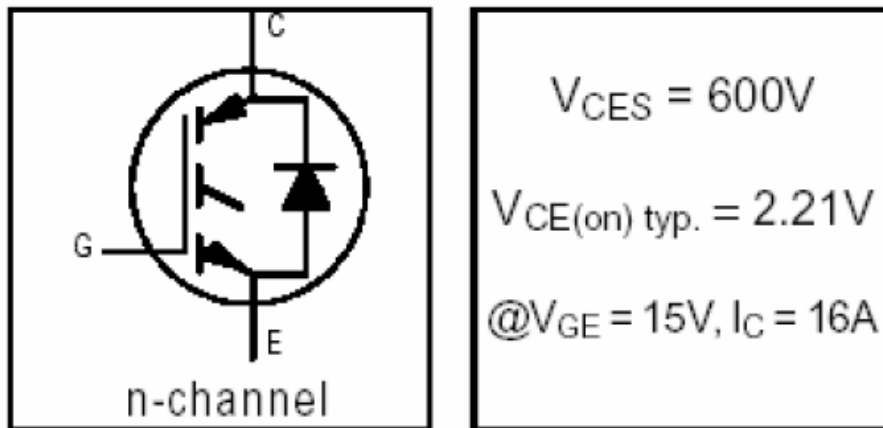 C
G
E
n-channel
VCES = 600V
VCE(on) typ. = 2.21V
@VGE = 15V, IC = 16A